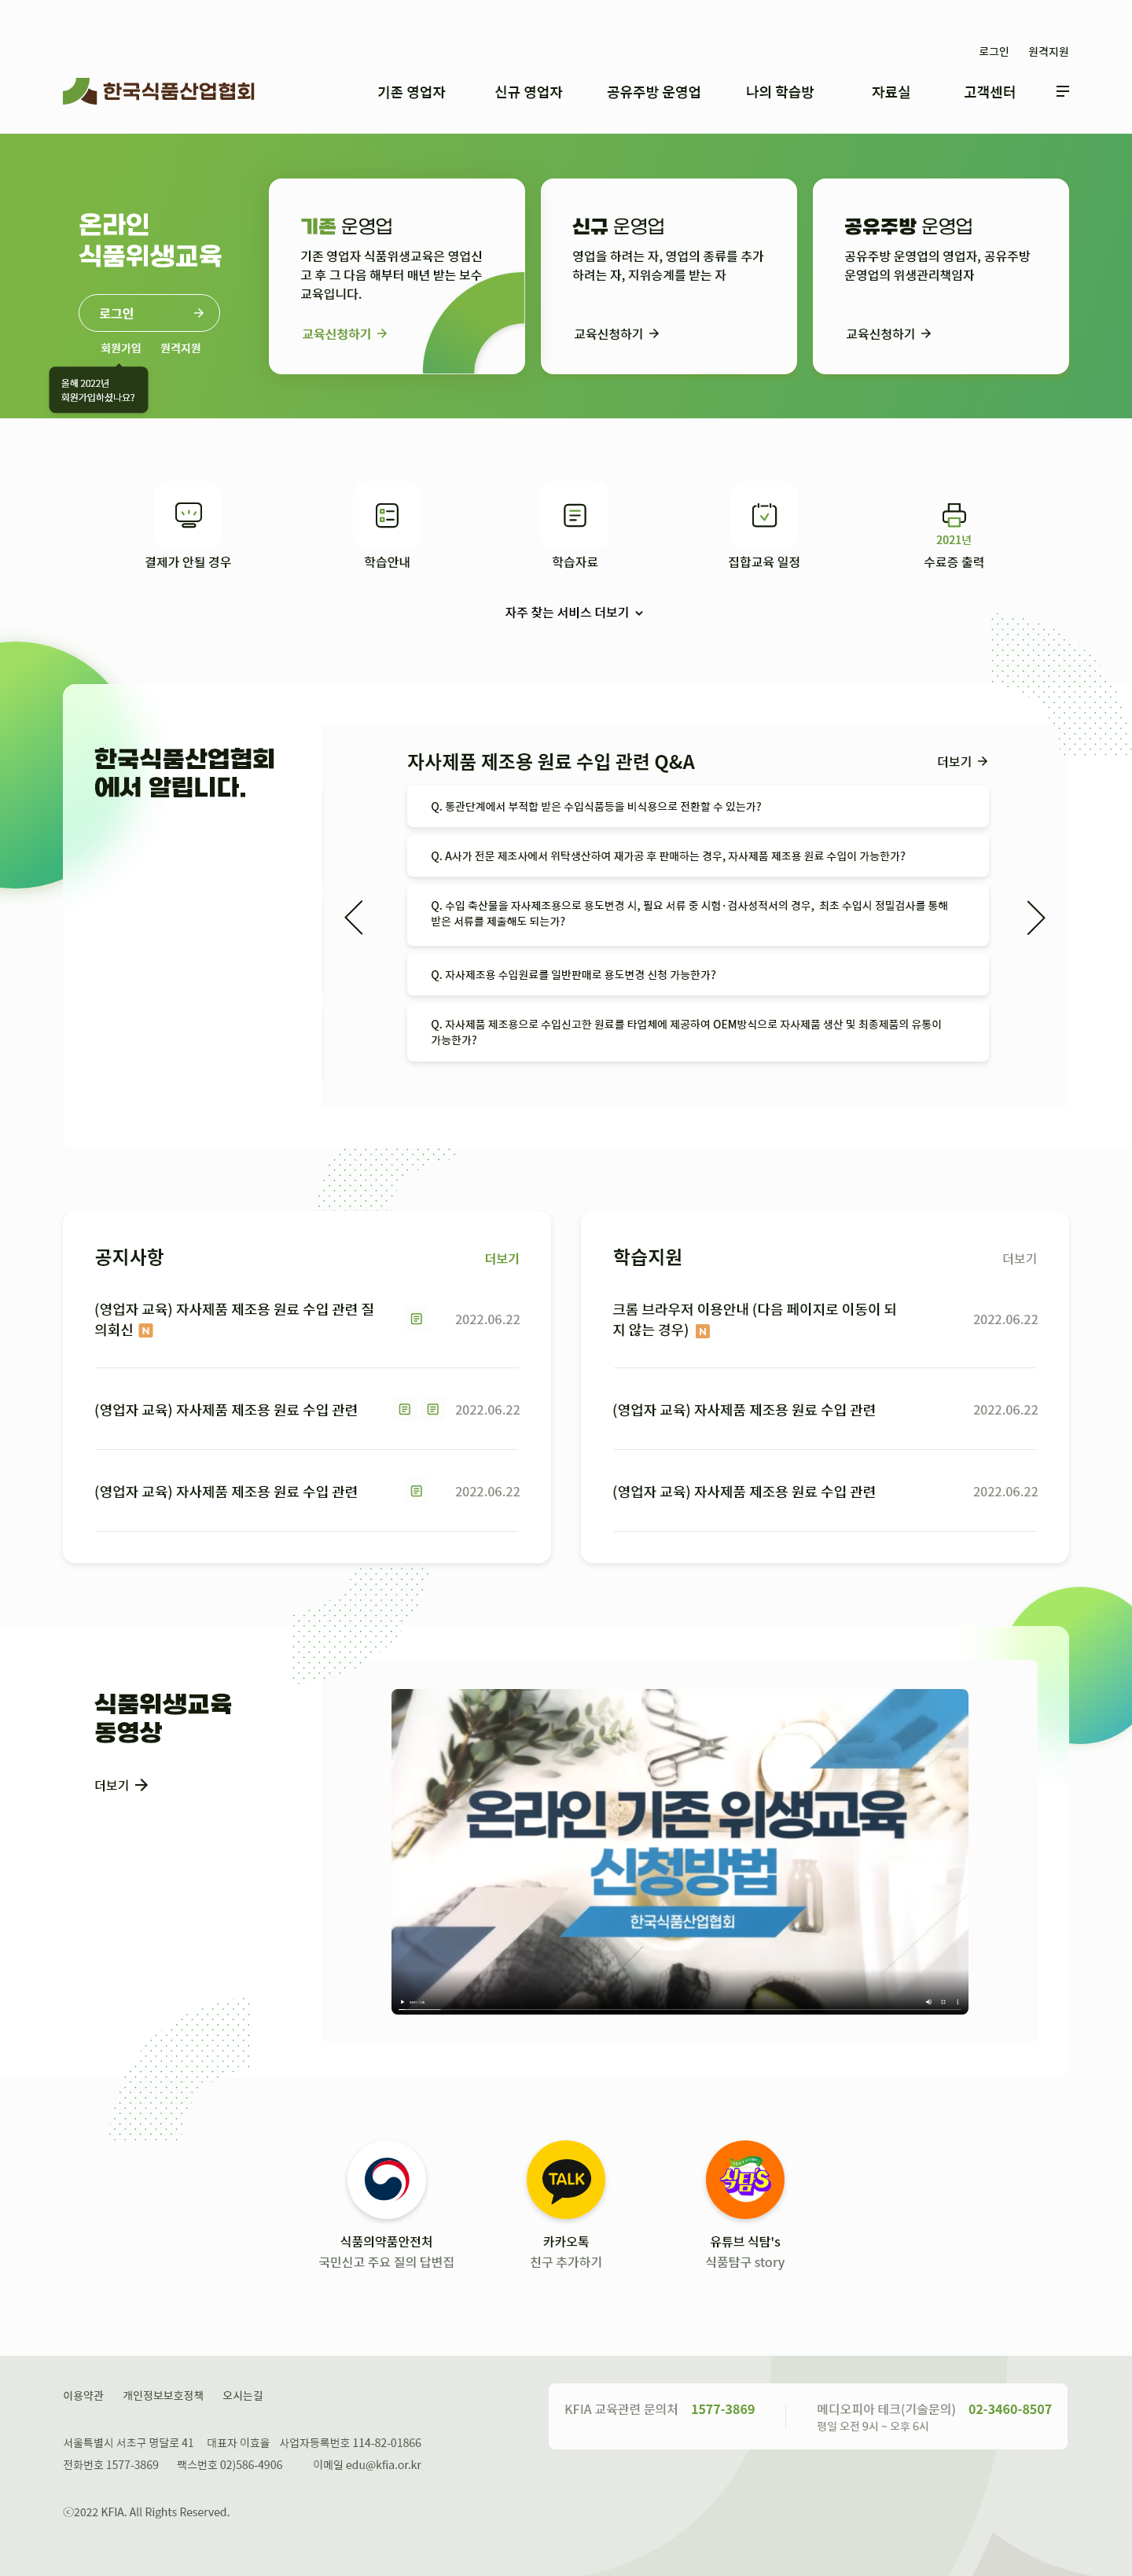 로그인 원격지원
한국식품산업협회
기존 영업자 신규 영업자 공유주방 운영업 나의 학습방 자료실 고객센터
온라인
식품위생교육
로그인
회원가입 원격지원
올해 2022년
회원가입하셨나요?
기존 운영업
기존 영업자 식품위생교육은 영업신
고 후 그 다음 해부터 매년 받는 보수
교육입니다.
교육신청하기
신규 운영업
영업을 하려는 자, 영업의 종류를 추가
하려는 자, 지위승계를 받는 자
교육신청하기
공유주방 운영업
공유주방 운영업의 영업자, 공유주방
운영업의 위생관리책임자
교육신청하기
결제가 안될 경우
학습안내
학습자료
집합교육 일정
2021년
수료증 출력
자주 찾는 서비스 더보기
한국식품산업협회
에서 알립니다.
자사제품 제조용 원료 수입 관련 Q&A
더보기
Q. 통관단계에서 부적합 받은 수입식품등을 비식용으로 전환할 수 있는가?
Q. A사가 전문 제조사에서 위탁생산하여 재가공 후 판매하는 경우, 자사제품 제조용 원료 수입이 가능한가?
Q. 수입 축산물을 자사제조용으로 용도변경 시, 필요 서류 중 시험·검사성적서의 경우, 최초 수입시 정밀검사를 통해
받은 서류를 제출해도 되는가?
Q. 자사제조용 수입원료를 일반판매로 용도변경 신청 가능한가?
Q. 자사제품 제조용으로 수입신고한 원료를 타업체에 제공하여 OEM방식으로 자사제품 생산 및 최종제품의 유통이
가능한가?
공지사항
더보기
(영업자 교육) 자사제품 제조용 원료 수입 관련 질
의회신 N
2022.06.22
(영업자 교육) 자사제품 제조용 원료 수입 관련
2022.06.22
(영업자 교육) 자사제품 제조용 원료 수입 관련
2022.06.22
학습지원
더보기
크롬 브라우저 이용안내 (다음 페이지로 이동이 되
지 않는 경우) N
2022.06.22
(영업자 교육) 자사제품 제조용 원료 수입 관련
2022.06.22
(영업자 교육) 자사제품 제조용 원료 수입 관련
2022.06.22
식품위생교육
동영상
더보기
온라인 기존 위생교육
신청방법
한국식품산업협회
TALK
식탐's
식품의약품안전처
국민신고 주요 질의 답변집
카카오톡
친구 추가하기
유튜브 식탐's
식품탐구 story
이용약관 개인정보보호정책 오시는길
서울특별시 서초구 명달로 41 대표자 이효율 사업자등록번호 114-82-01866
전화번호 1577-3869 팩스번호 02)586-4906 이메일 edu@kfia.or.kr
ⓒ2022 KFIA. All Rights Reserved.
KFIA 교육관련 문의처 1577-3869
메디오피아 테크(기술문의) 02-3460-8507
평일 오전 9시 ~ 오후 6시